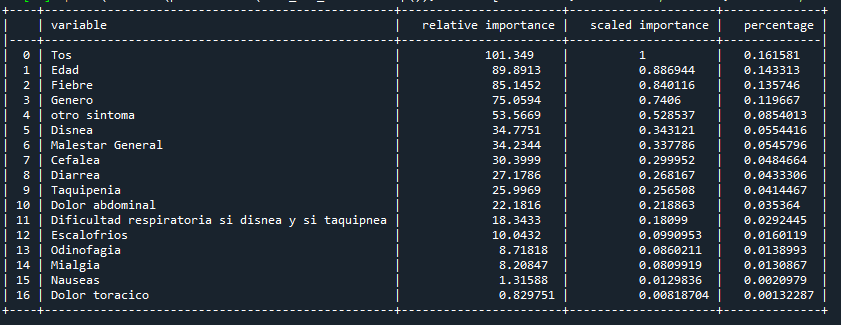 variable relative importance scaled importance percentage
0 Tos 101.349 1 0.161581
1 Edad 89.8913 0.886944 0.143313
2 Fiebre 85.1452 0.840116 0.135746
3 Genero 75.0594 0.7406 0.119667
4 otro sintoma 53.5669 0.528537 0.0854013
5 Disnea 34.7751 0.343121 0.0554416
6 Malestar General 34.2344 0.337786 0.0545796
7 Cefalea 30.3999 0.299952 0.0484664
8 Diarrea 27.1786 0.268167 0.0433306
9 Taquipenia 25.9969 0.256508 0.0414467
10 Dolor abdominal 22.1816 0.218863 0.035364
11 Dificultad respiratoria si disnea y si taquipnea 18.3433 0.18099 0.0292445
12 Escalofrios 10.0432 0.0990953 0.0160119
13 Odinofagia 8.71818 0.0860211 0.0138993
14 Mialgia 8.20847 0.0809919 0.0130867
15 Nauseas 1.31588 0.0129836 0.0020979
16 Dolor toracico 0.829751 0.00818704 0.00132287